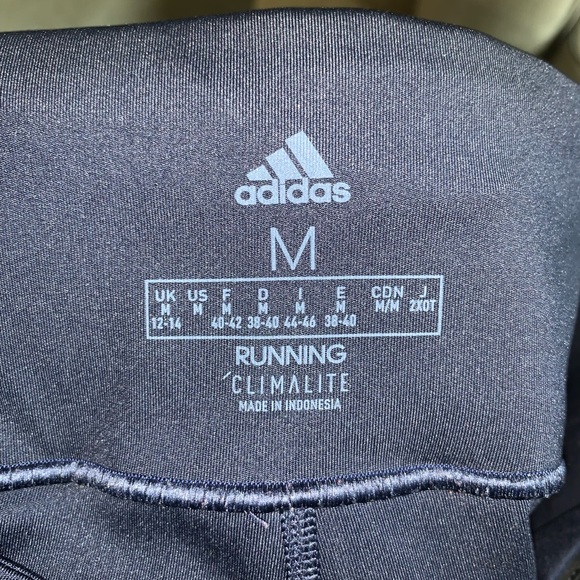 adidas
M
UK US F D I E CDN J
M M M M M M M/M 2XOT
12-14 40-42 38-40 44-46 38-40
RUNNING
´CLIMALITE
MADE IN INDONESIA